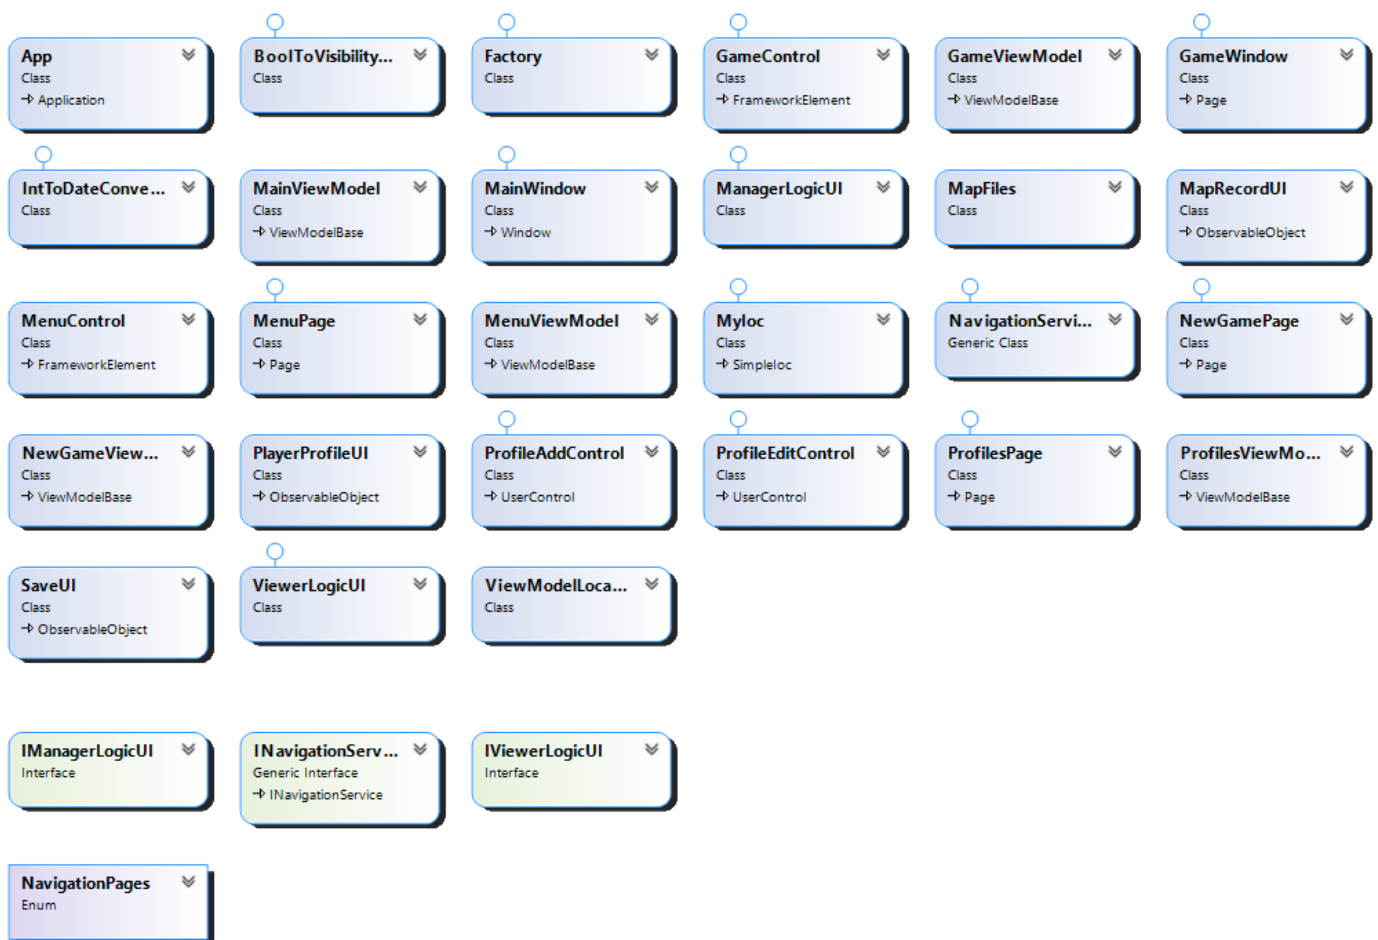 App
Class
Application
BoolToVisibility...
Class
Factory
Class
GameControl
Class
FrameworkElement
GameViewModel
Class
ViewModelBase
GameWindow
Class
Page
IntToDateConve...
Class
MainViewModel
Class
ViewModelBase
MainWindow
Class
Window
ManagerLogicUI
Class
MapFiles
Class
MapRecordUI
Class
ObservableObject
MenuControl
Class
FrameworkElement
MenuPage
Class
Page
MenuViewModel
Class
ViewModelBase
MyIoc
Class
SimpleIoc
NavigationServi...
Generic Class
NewGamePage
Class
Page
NewGameView...
Class
ViewModelBase
PlayerProfileUI
Class
ObservableObject
ProfileAddControl
Class
UserControl
ProfileEditControl
Class
UserControl
ProfilesPage
Class
Page
ProfilesViewMo...
Class
ViewModelBase
SaveUI
Class
ObservableObject
ViewerLogicUI
Class
ViewModelLoca...
Class
IManagerLogicUI
Interface
INavigationServ...
Generic Interface
INavigationService
IViewerLogicUI
Interface
NavigationPages
Enum